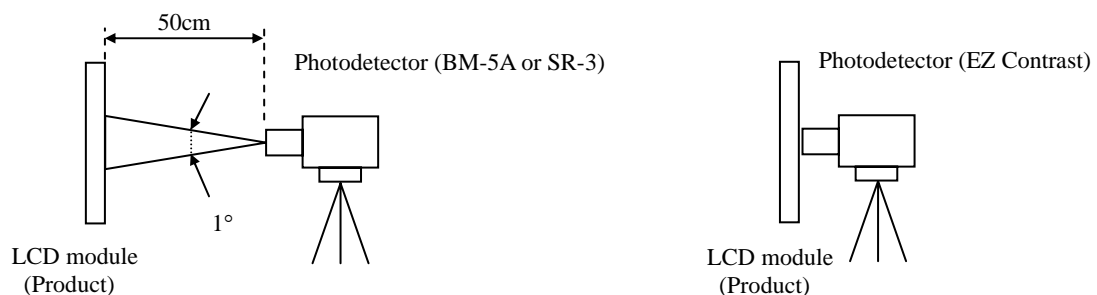 50cm
Photodetector (BM-5A or SR-3)
1°
LCD module
(Product)
Photodetector (EZ Contrast)
LCD module
(Product)